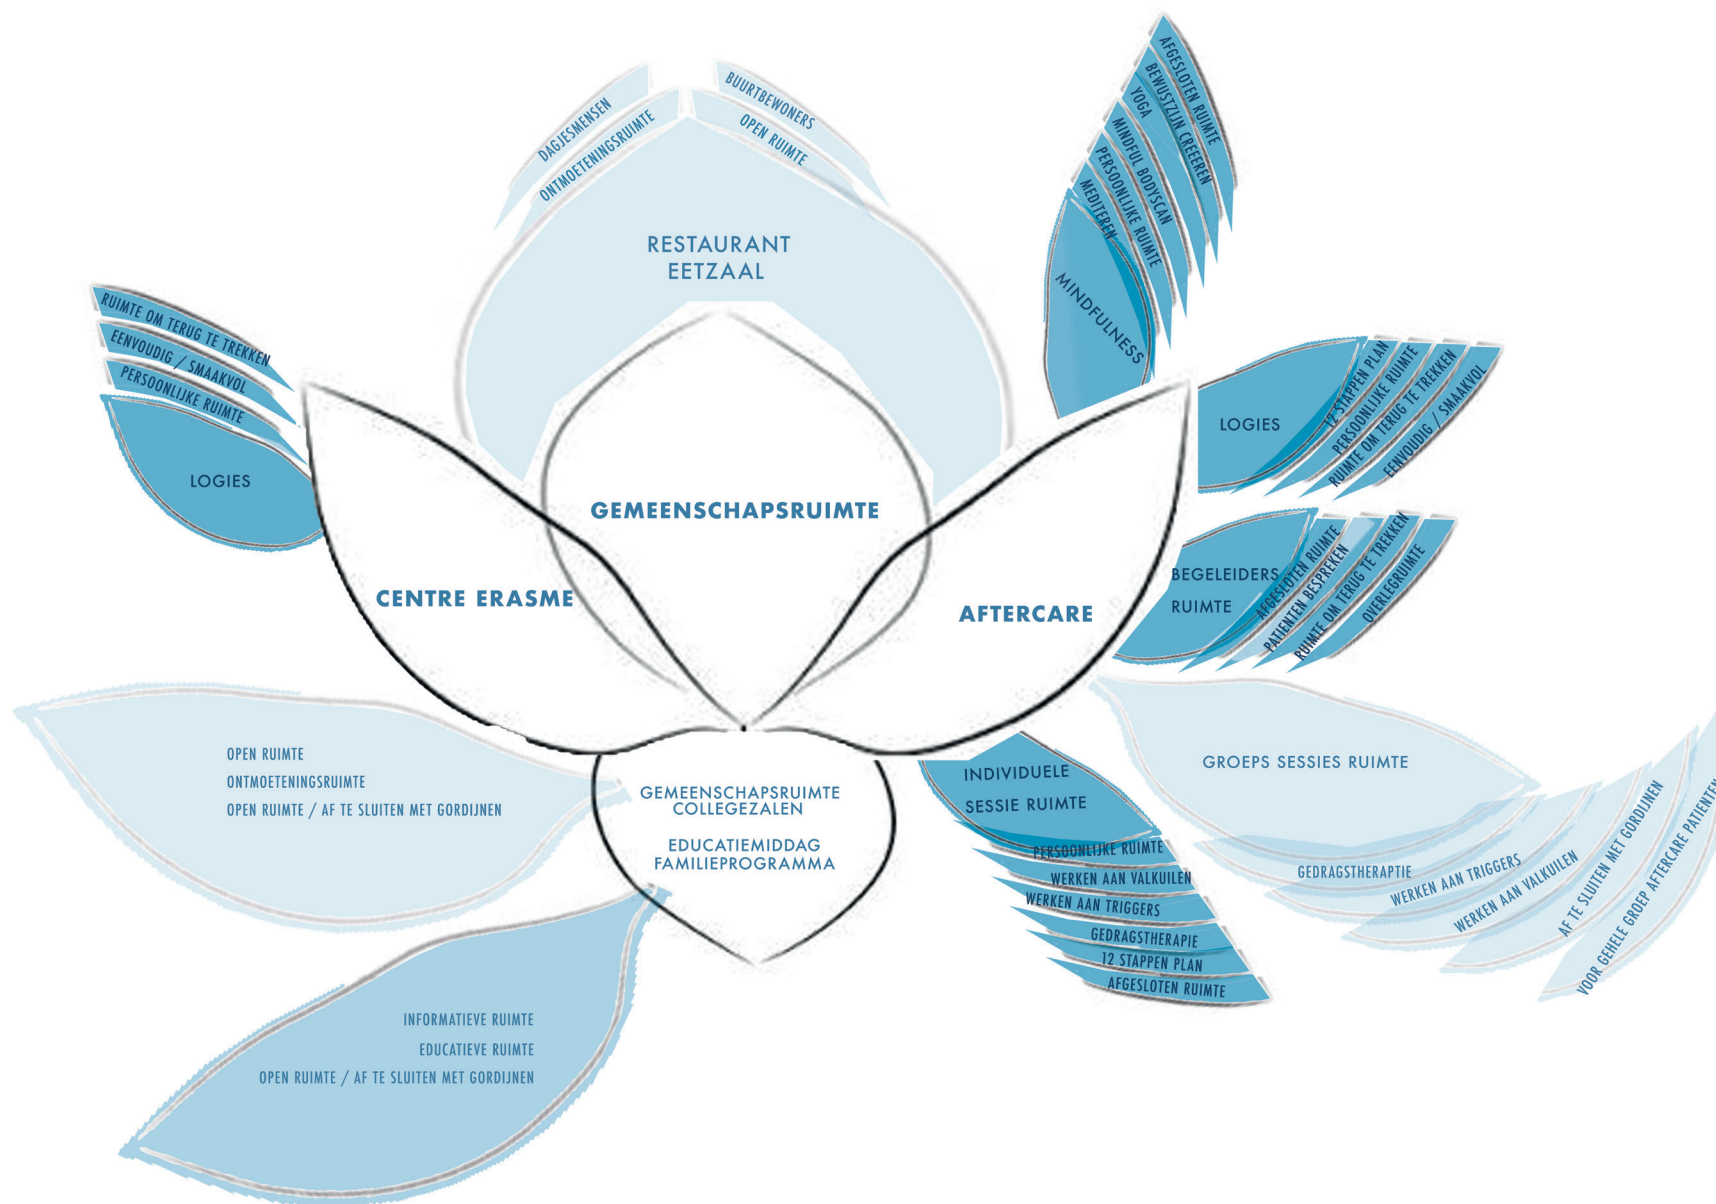 DAGJESMENSEN
ONTMOETENINGSRUIMTE
BUURTBEWONERS
OPEN RUIMTE
RESTAURANT
EETZAAL
AFGESLOTEN RUIMTE
BEWUSTZIJN CREEEREN
YOGA
MINDFUL BODYSCAN
PERSOONLIJKE RUIMTE
MEDITEREN
MINDFULNESS
RUIMTE OM TERUG TE TREKKEN
EENVOUDIG / SMAAKVOL
PERSOONLIJKE RUIMTE
LOGIES
LOGIES
12 STAPPEN PLAN
PERSOONLIJKE RUIMTE
RUIMTE OM TERUG TE TREKKEN
EENVOUDIG / SMAAKVOL
GEMEENSCHAPSRUIMTE
CENTRE ERASME
AFTERCARE
BEGELEIDERS
RUIMTE
AFGESLOTEN RUIMTE
PATIENTEN BESPREKEN
RUIMTE OM TERUG TE TREKKEN
OVERLEGRUIMTE
OPEN RUIMTE
ONTMOETENINGSRUIMTE
OPEN RUIMTE / AF TE SLUITEN MET GORDIJNEN
GEMEENSCHAPSRUIMTE
COLLEGEZALEN
EDUCATIEMIDDAG
FAMILIEPROGRAMMA
INDIVIDUELE
SESSIE RUIMTE
PERSOONLIJKE RUIMTE
WERKEN AAN VALKUILEN
WERKEN AAN TRIGGERS
GEDRAGSTHERAPIE
12 STAPPEN PLAN
AFGESLOTEN RUIMTE
GROEPS SESSIES RUIMTE
GEDRAGSTHERAPTIE
WERKEN AAN TRIGGERS
WERKEN AAN VALKUILEN
AF TE SLUITEN MET GORDIJNEN
VOOR GEHELE GROEP AFTERCARE PATIENTEN
INFORMATIEVE RUIMTE
EDUCATIEVE RUIMTE
OPEN RUIMTE / AF TE SLUITEN MET GORDIJNEN